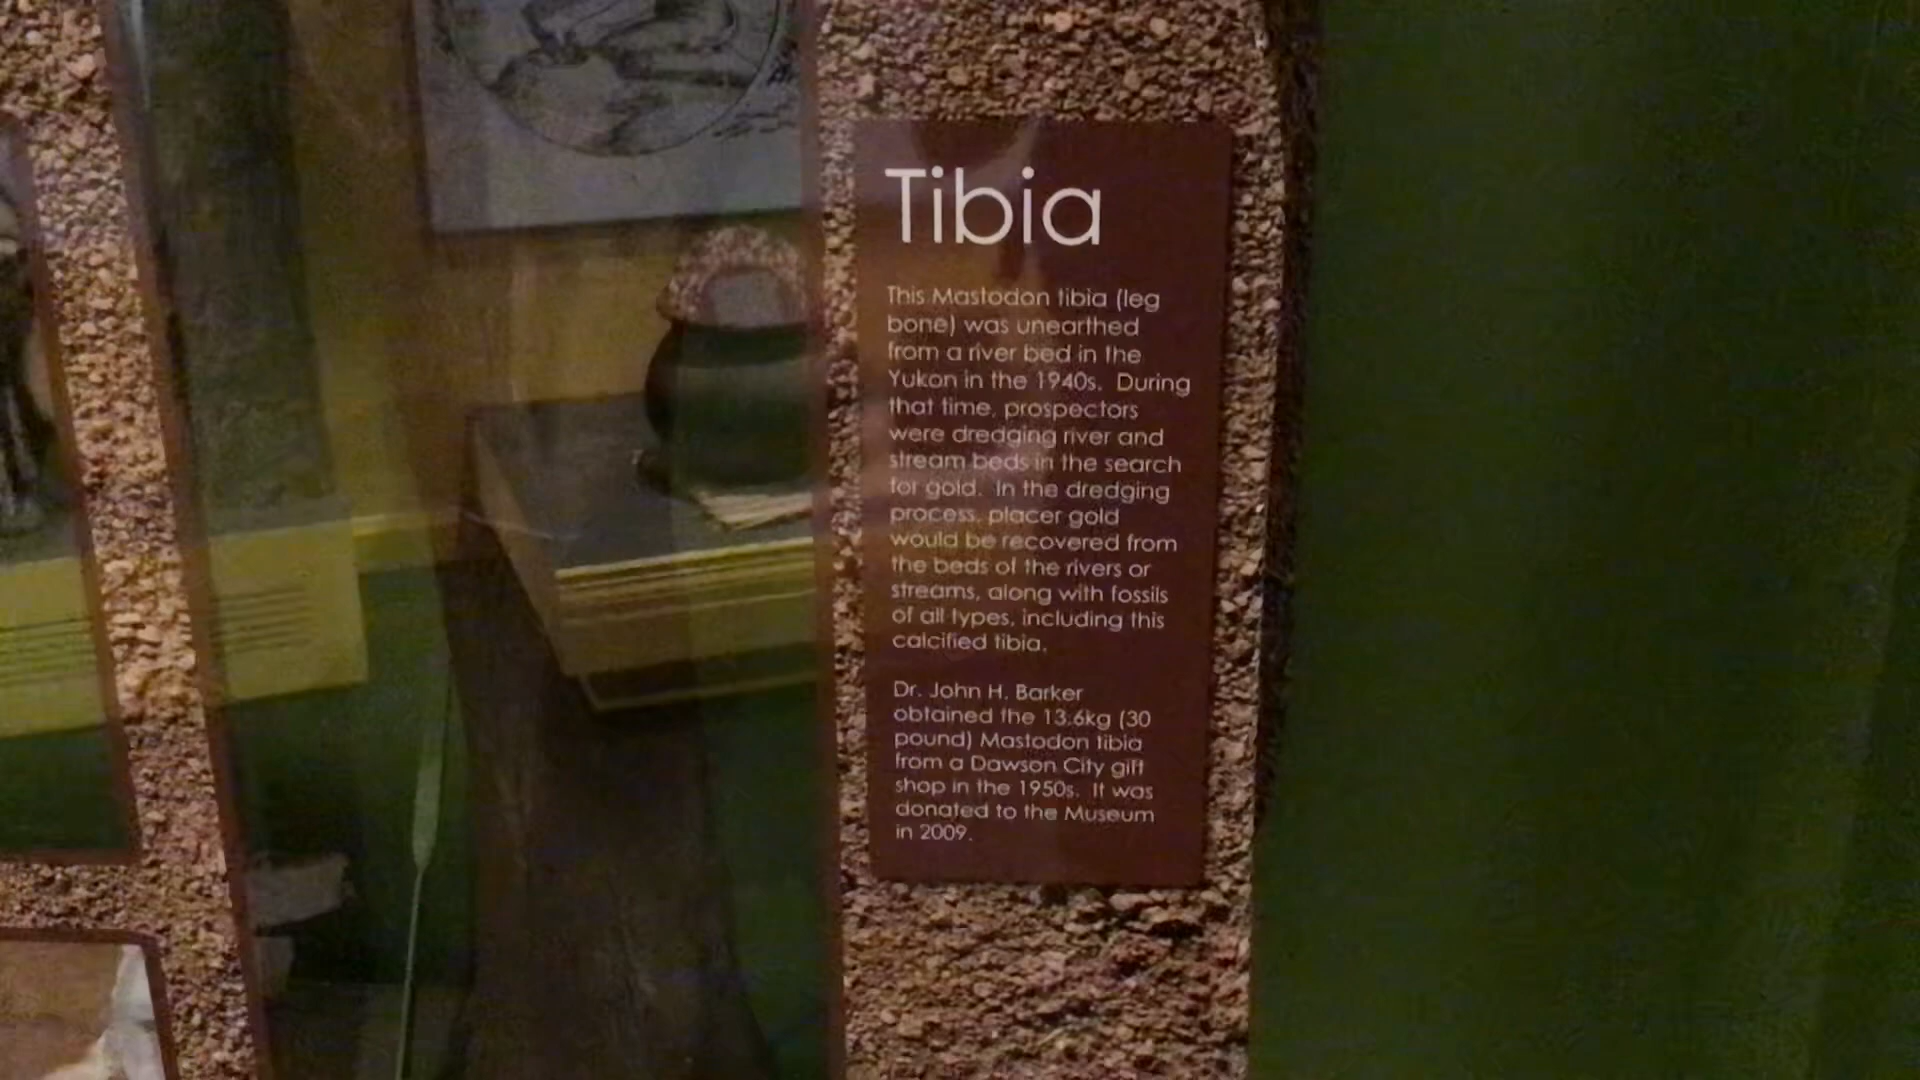 Tibia
This Mastodon tibia (leg
bone) was unearthed
from a river bed in the
Yukon in the 1940s. During
that time, prospectors
were dredging river and
stream beds in the search
for gold. In the dredging
process, placer gold
would be recovered from
the beds of the rivers or
streams, along with fossils
of all types, including this
calcified tibia.
Dr. John H. Barker
obtained the 13.6kg (30
pound) Mastodon tibia
from a Dawson City gift
shop in the 1950s. It was
donated to the Museum
in 2009.